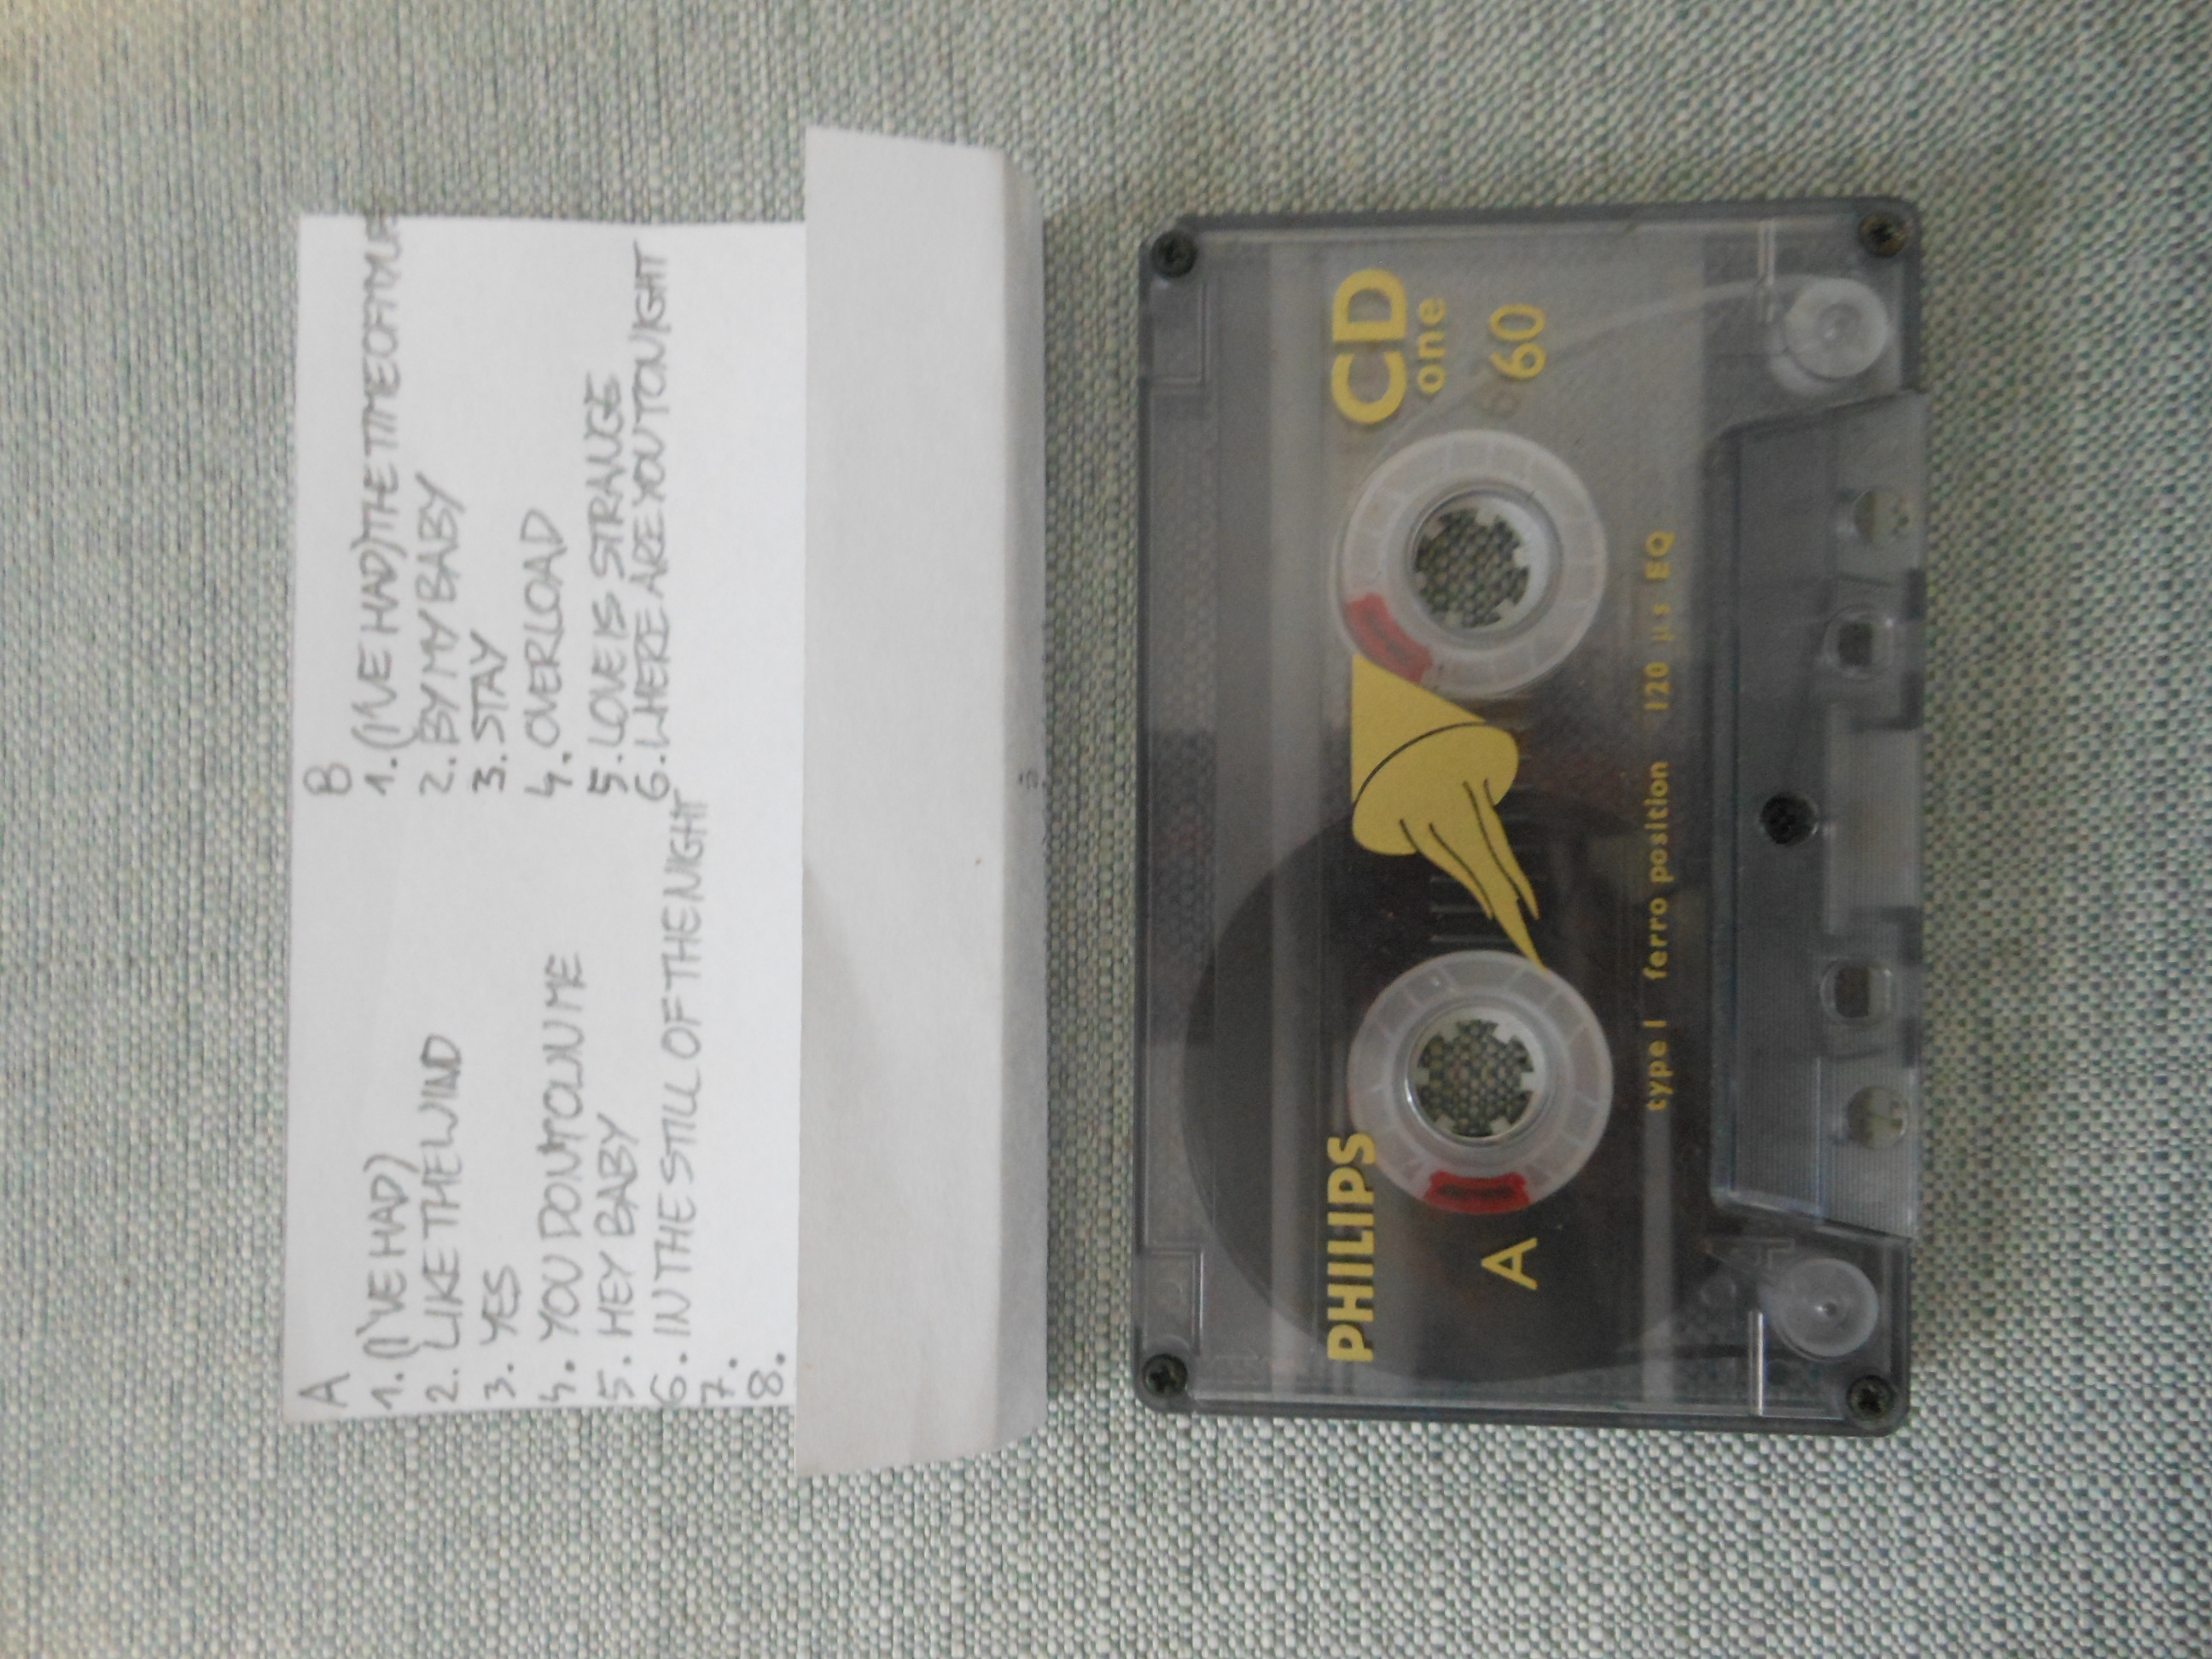 A
1. (I'VE HAD)
2. LIKE THE WIND
3. YES
4. YOU DON'T OWN ME
5. HEY BABY
6. IN THE STILL OF THE NIGHT
7.
8.
B
1. (I'VE HAD) THE TIME OF MY LIFE
2. BY MY BABY
3. STAY
4. OVERLOAD
5. LOVE IS STRANGE
6. WHERE ARE YOU TONIGHT
PHILIPS
CD
one
A
60
type I ferro position 120 µs EQ